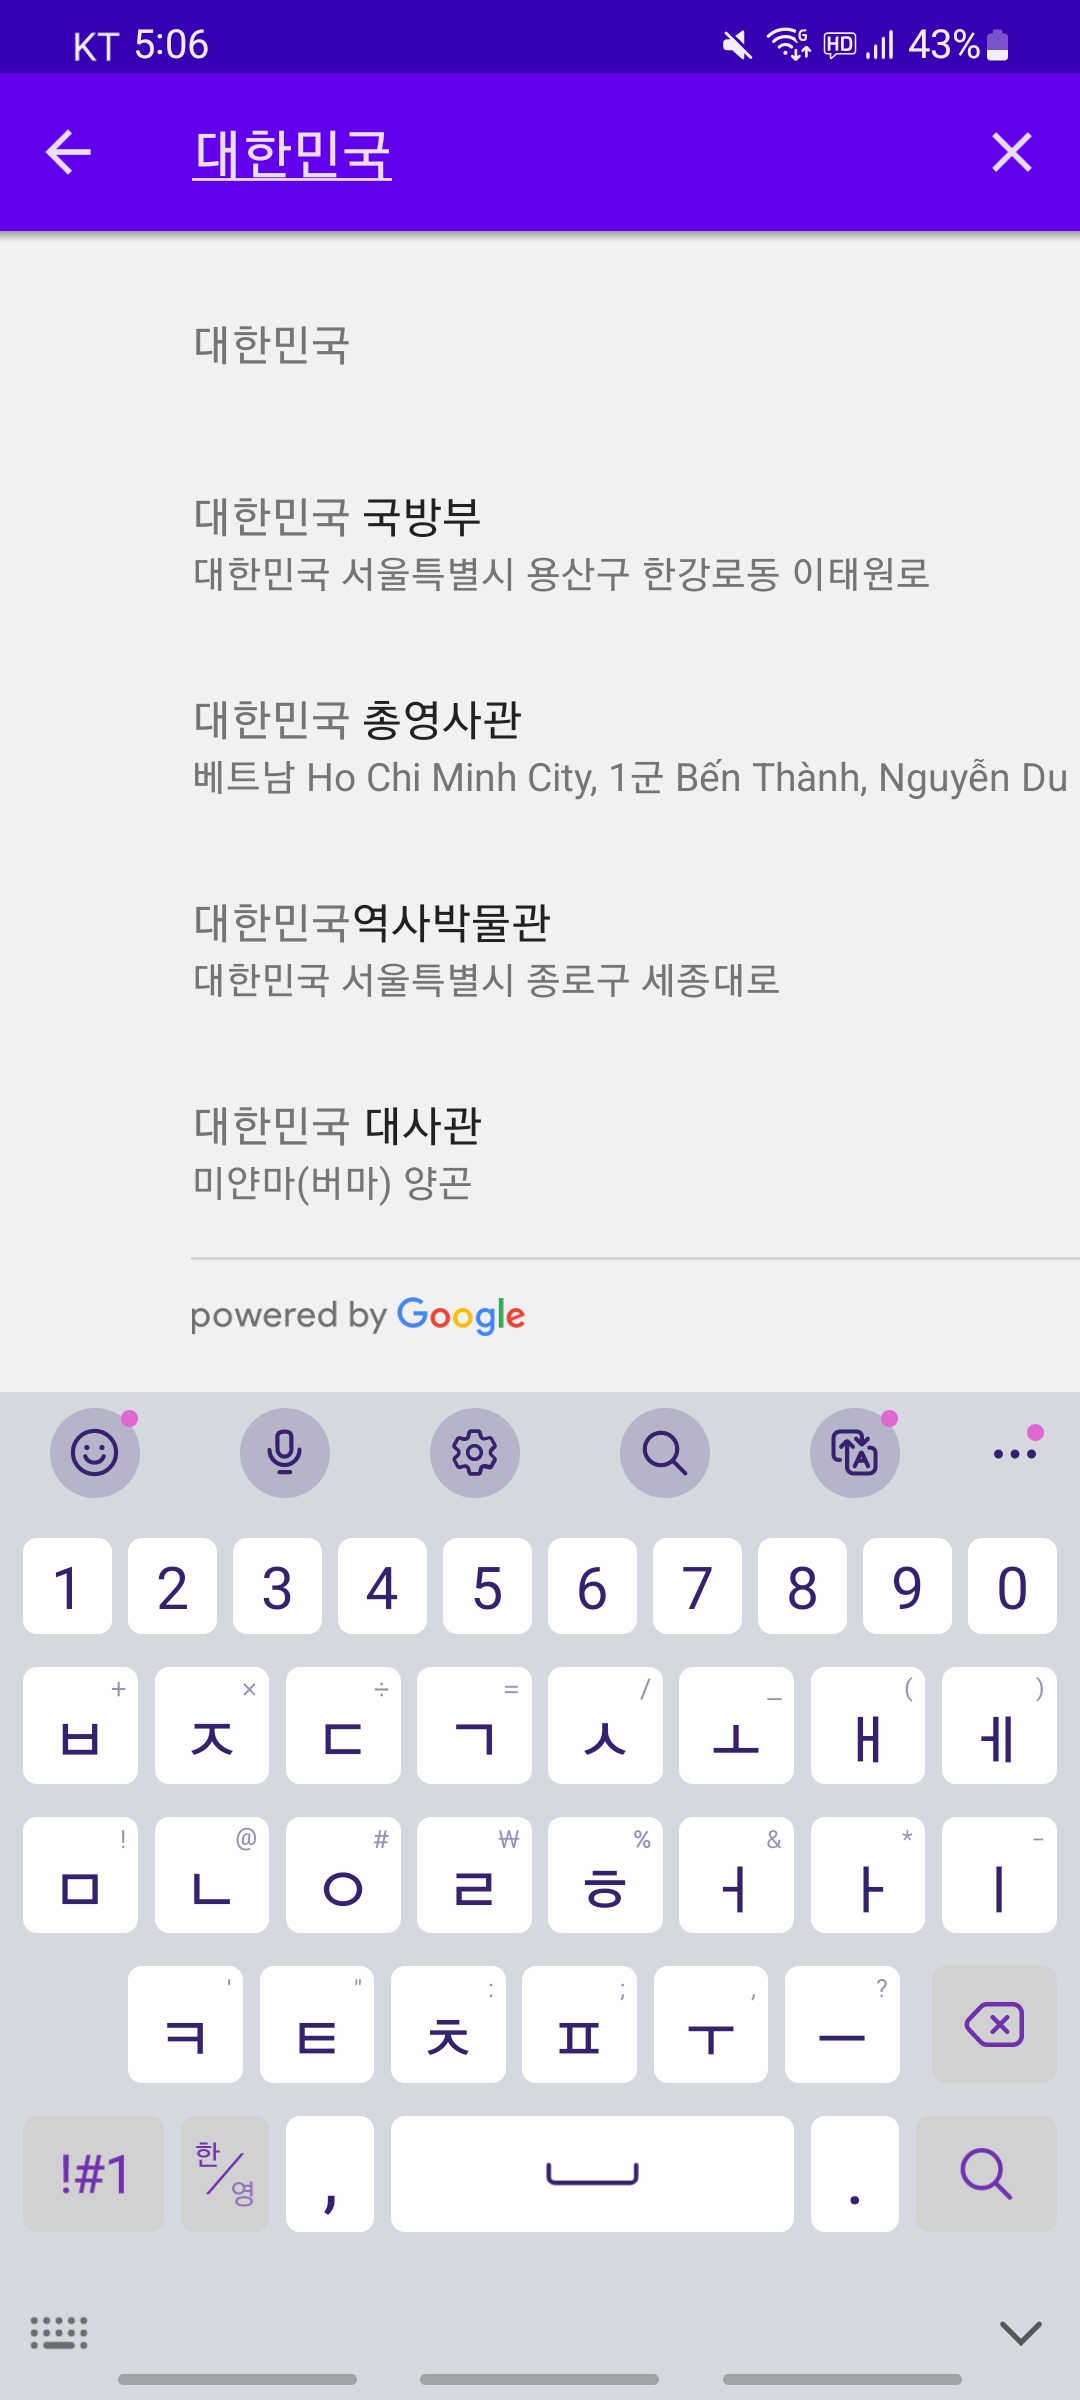 KT 5:06 HD 43%
대한민국
대한민국
대한민국 국방부
대한민국 서울특별시 용산구 한강로동 이태원로
대한민국 총영사관
베트남 Ho Chi Minh City, 1군 Bến Thành, Nguyễn Du
대한민국역사박물관
대한민국 서울특별시 종로구 세종대로
대한민국 대사관
미얀마(버마) 양곤
powered by Google
1 2 3 4 5 6 7 8 9 0
+ × ÷ = / _ ( )
ㅂ ㅈ ㄷ ㄱ ㅅ ㅗ ㅐ ㅔ
! @ # ₩ % & * -
ㅁ ㄴ ㅇ ㄹ ㅎ ㅓ ㅏ ㅣ
' " : ; , ?
ㅋ ㅌ ㅊ ㅍ ㅜ ㅡ
!#1 한/영 , .